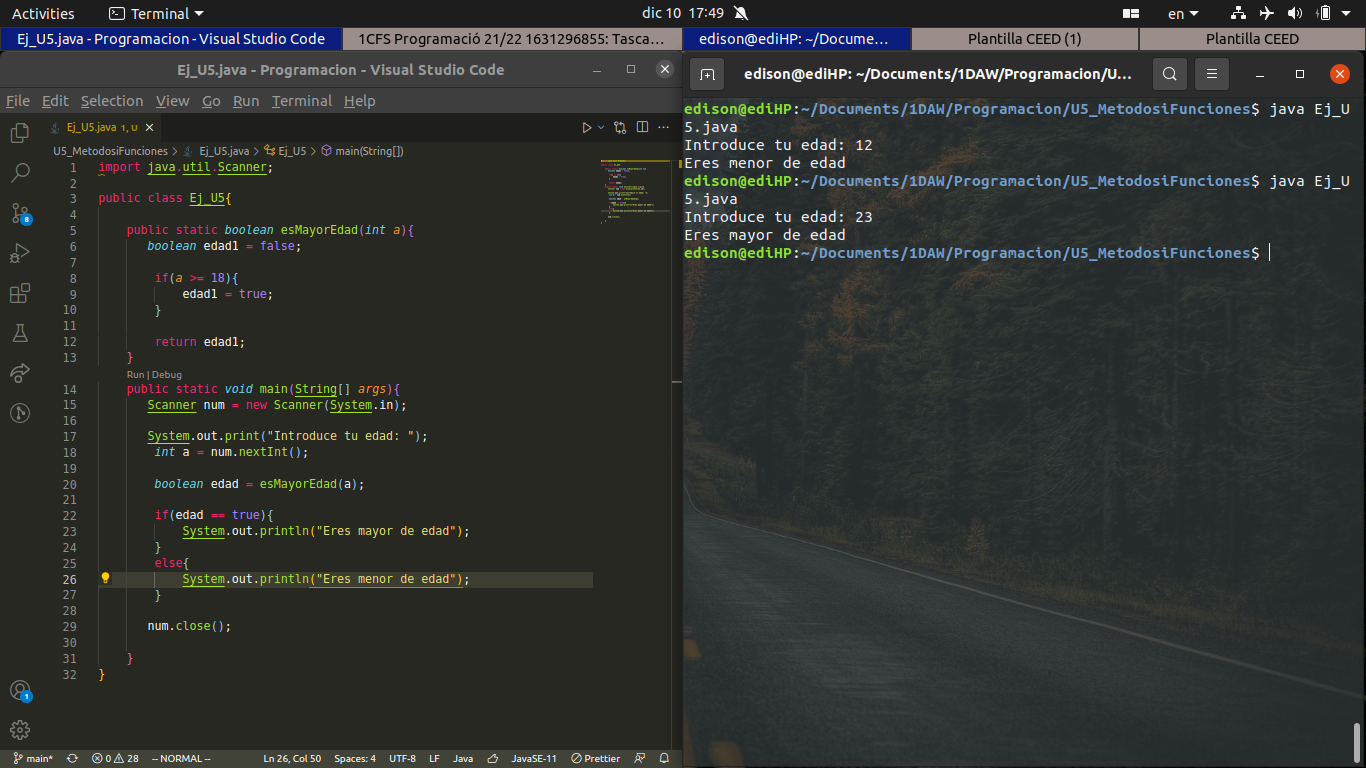 Activities
Terminal
dic 10 17:49
en
Ej_U5.java - Programacion - Visual Studio Code
1CFS Programació 21/22 1631296855: Tasca...
edison@ediHP: ~/Docume...
Plantilla CEED (1)
Plantilla CEED
Ej_U5.java - Programacion - Visual Studio Code
File Edit Selection View Go Run Terminal Help
Ej_U5.java 1, U
U5_MetodosiFunciones > Ej_U5.java > Ej_U5 > main(String[])
1 import java.util.Scanner;
2
3 public class Ej_U5{
4
5 public static boolean esMayorEdad(int a){
6 boolean edad1 = false;
7
8 if(a >= 18){
9 edad1 = true;
10 }
11
12 return edad1;
13 }
Run | Debug
14 public static void main(String[] args){
15 Scanner num = new Scanner(System.in);
16
17 System.out.print("Introduce tu edad: ");
18 int a = num.nextInt();
19
20 boolean edad = esMayorEdad(a);
21
22 if(edad == true){
23 System.out.println("Eres mayor de edad");
24 }
25 else{
26 System.out.println("Eres menor de edad");
27 }
28
29 num.close();
30
31 }
32 }
8
1
main* 0 28 -- NORMAL -- Ln 26, Col 50 Spaces: 4 UTF-8 LF Java JavaSE-11 Prettier
edison@ediHP: ~/Documents/1DAW/Programacion/U...
edison@ediHP:~/Documents/1DAW/Programacion/U5_MetodosiFunciones$ java Ej_U
5.java
Introduce tu edad: 12
Eres menor de edad
edison@ediHP:~/Documents/1DAW/Programacion/U5_MetodosiFunciones$ java Ej_U
5.java
Introduce tu edad: 23
Eres mayor de edad
edison@ediHP:~/Documents/1DAW/Programacion/U5_MetodosiFunciones$